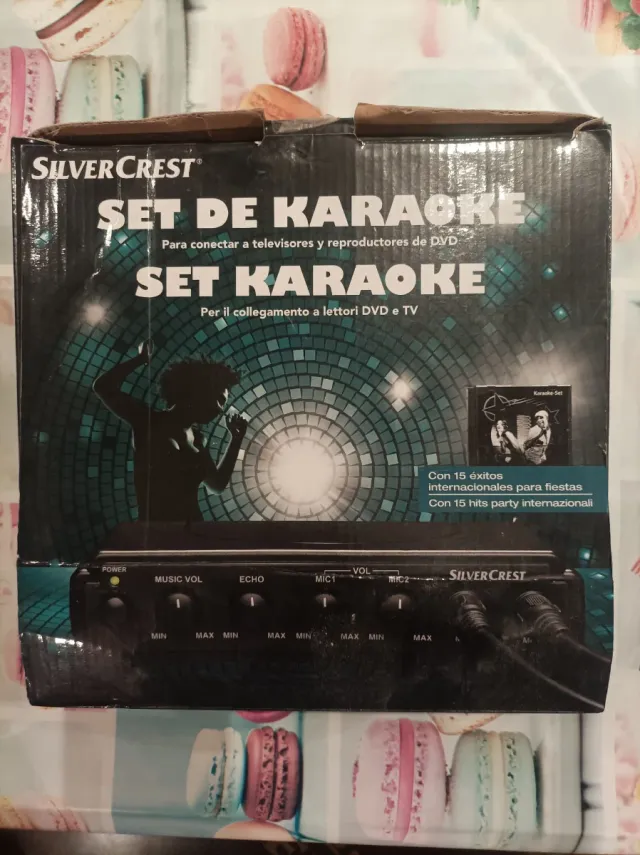 SILVERCREST®
SET DE KARAOKE
Para conectar a televisores y reproductores de DVD
SET KARAOKE
Per il collegamento a lettori DVD e TV
Karaoke-Set
Con 15 éxitos
internacionales para fiestas
Con 15 hits party internazionali
POWER
MUSIC VOL
ECHO
MIC1
VOL
MIC2
SILVERCREST
MIN MAX MIN MAX MIN MAX MIN MAX